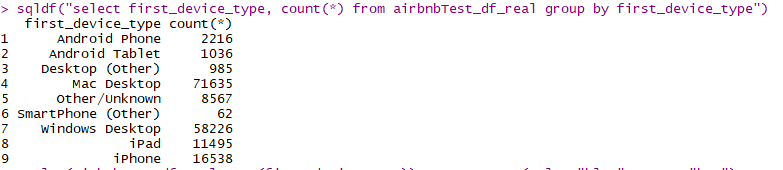 > sqldf("select first_device_type, count(*) from airbnbTest_df_real group by first_device_type")
first_device_type count(*)
1 Android Phone 2216
2 Android Tablet 1036
3 Desktop (Other) 985
4 Mac Desktop 71635
5 Other/Unknown 8567
6 SmartPhone (Other) 62
7 Windows Desktop 58226
8 iPad 11495
9 iPhone 16538